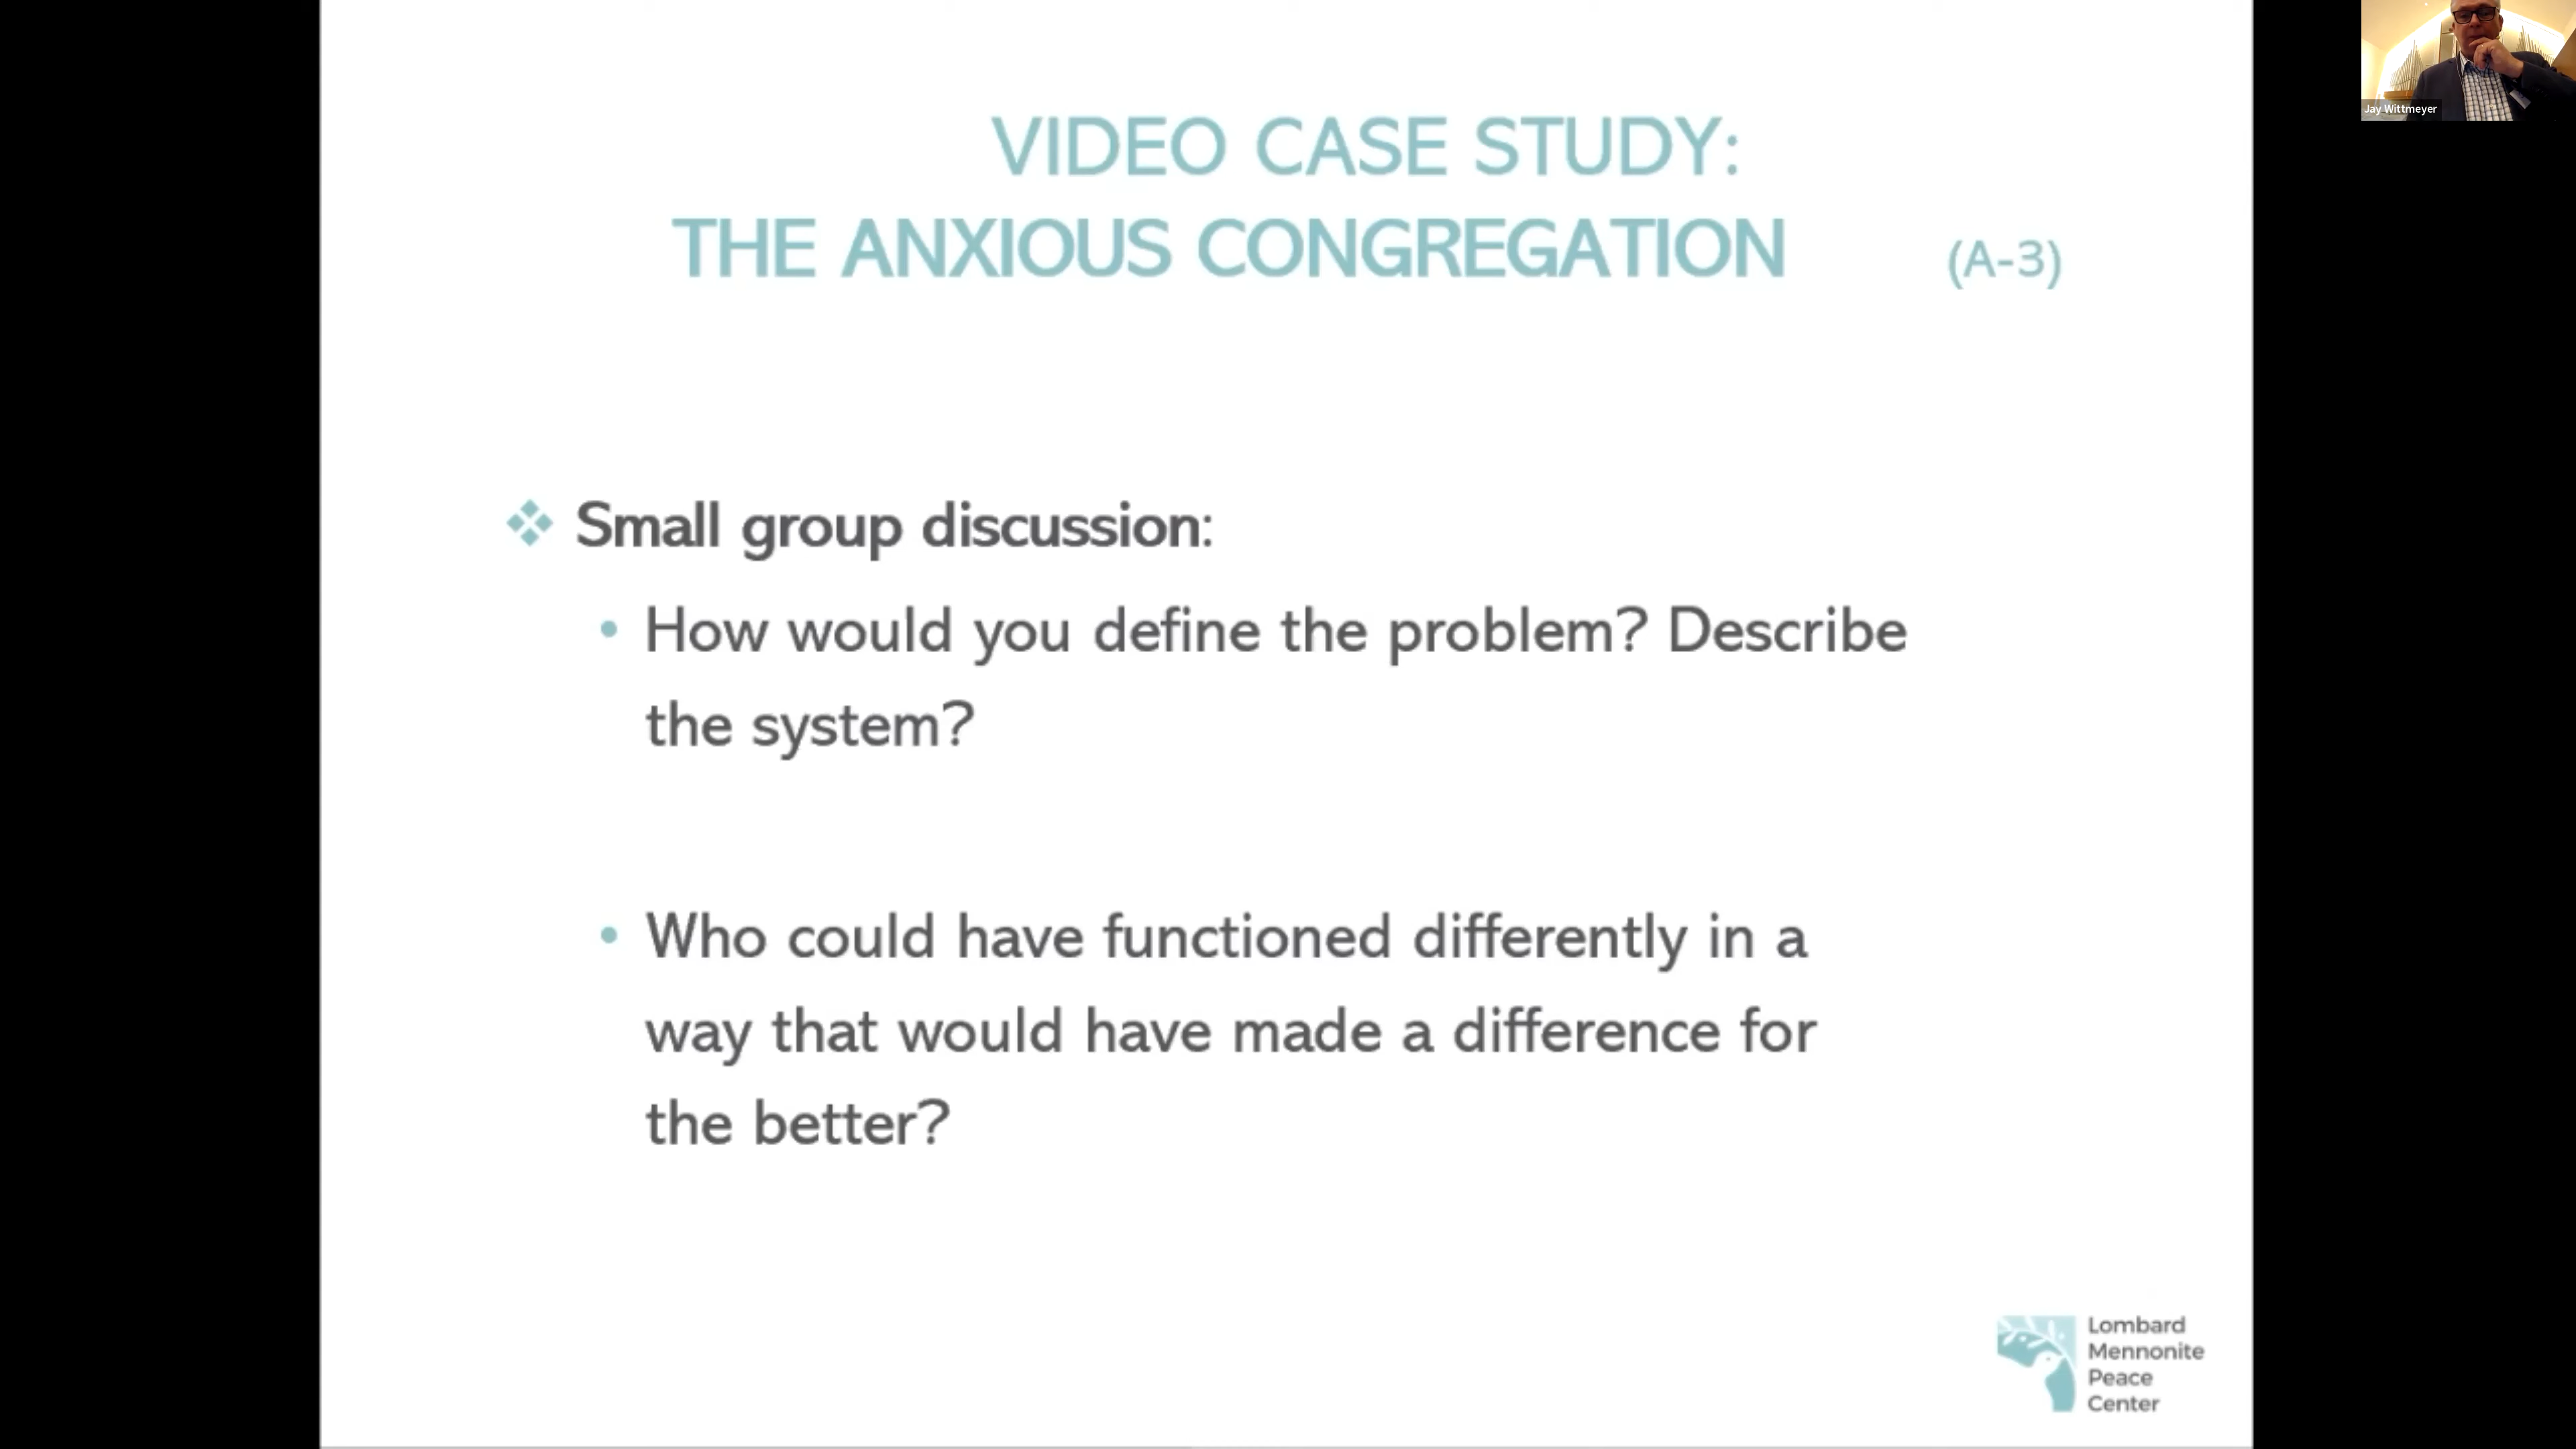 VIDEO CASE STUDY:
THE ANXIOUS CONGREGATION (A-3)
❖ Small group discussion:
• How would you define the problem? Describe
the system?
• Who could have functioned differently in a
way that would have made a difference for
the better?
Lombard
Mennonite
Peace
Center
Jay Wittmeyer